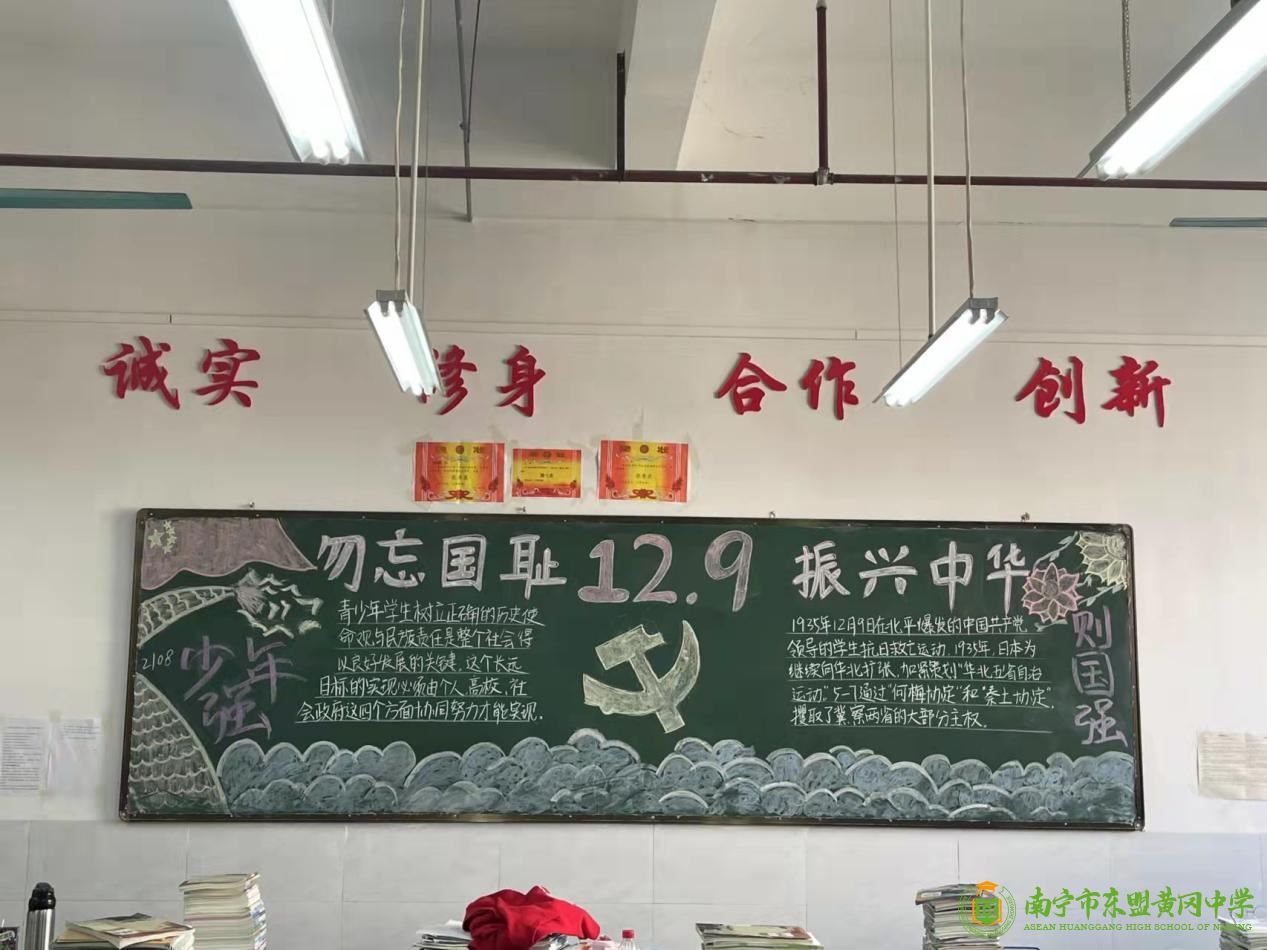 诚实 修身 合作 创新
勿忘国耻 12.9 振兴中华
青少年学生树立正确的历史使
命观与民族责任是整个社会得
以良好发展的关键，这个长远
目标的实现必须由个人、高校、社
会政府这四个方面协同努力才能实现.
2108
少年
强
1935年12月9日在北平爆发的中国共产党
领导的学生抗日救亡运动.1935年,日本为
继续向华北扩张,加紧策划“华北五省自治
运动”5-7通过“何梅协定”和“秦土协定”.
攫取了冀察两省的大部分主权.
则
国
强
南宁市东盟黄冈中学
ASEAN HUANGGANG HIGH SCHOOL OF NANNING